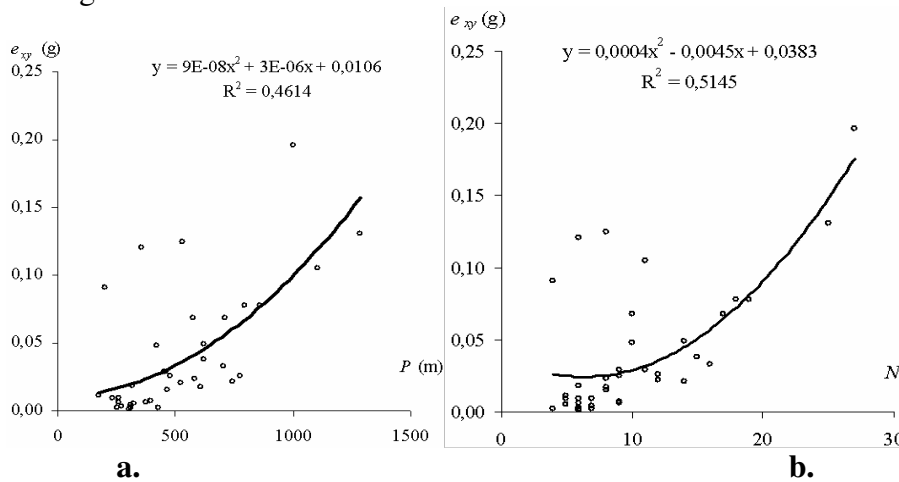 e xy (g)
y = 9E-08x² + 3E-06x + 0,0106
R² = 0,4614
0,25
0,20
0,15
0,10
0,05
0,00
P (m)
0 500 1000 1500
a.
e xy (g)
y = 0,0004x² - 0,0045x + 0,0383
R² = 0,5145
0,25
0,20
0,15
0,10
0,05
0,00
N
0 10 20 30
b.